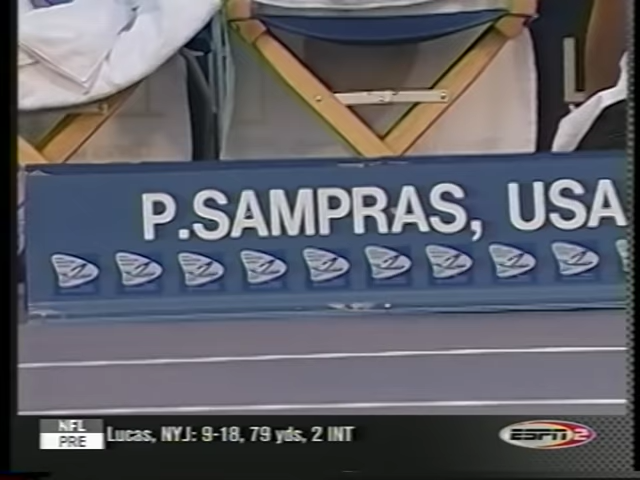 P.SAMPRAS, USA
NFL
PRE
Lucas, NYJ: 9-18, 79 yds, 2 INT
ESPN2